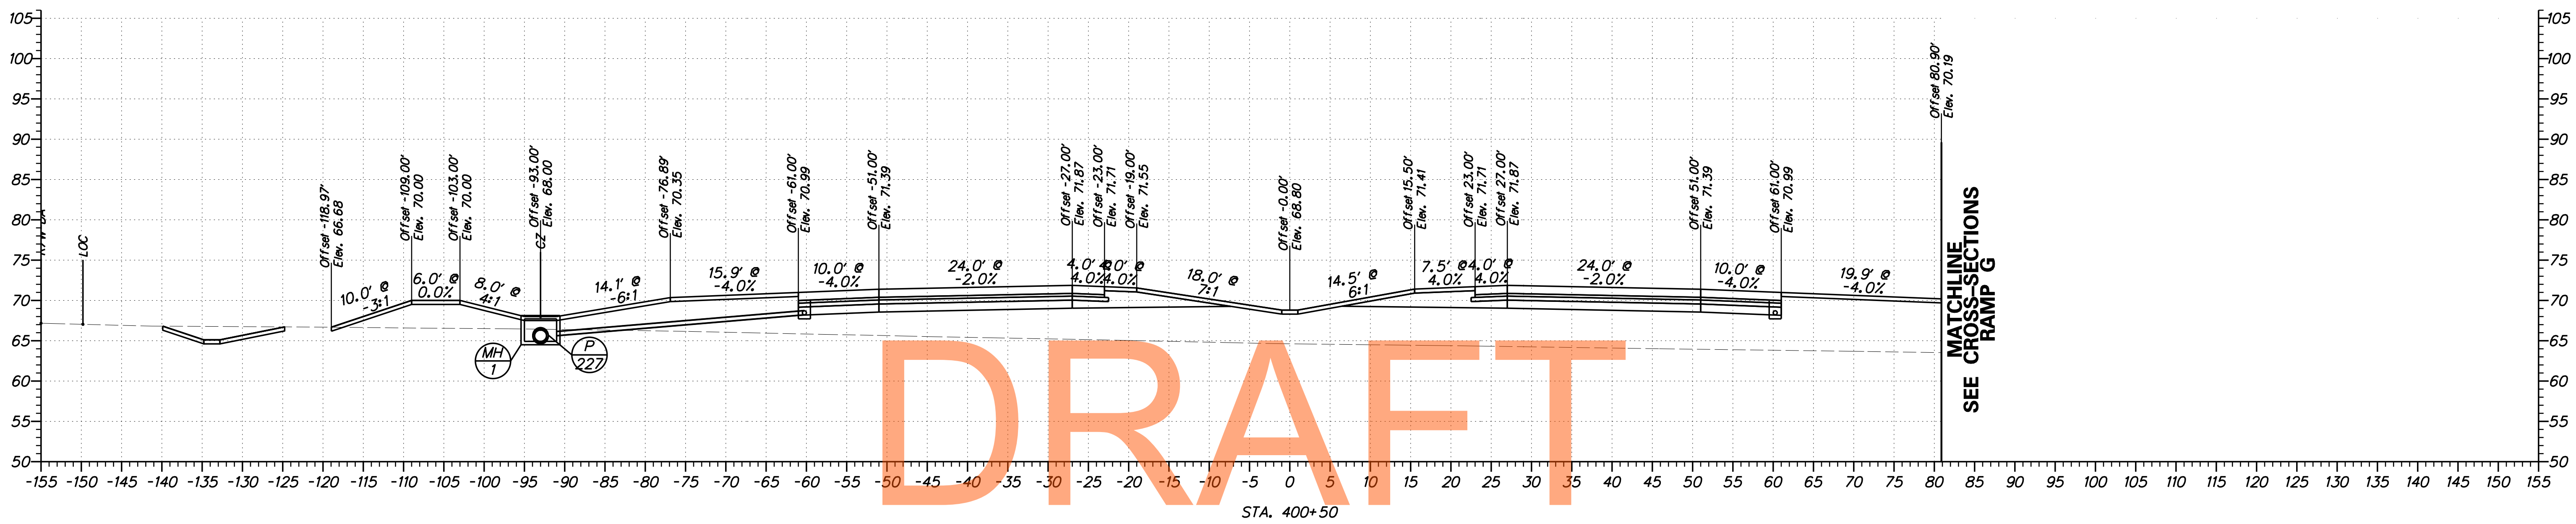 105
100
95
90
85
80
75
70
65
60
55
50
LOC
Offset -118.97'
Elev. 66.68
Offset -109.00'
Elev. 70.00
Offset -103.00'
Elev. 70.00
Offset -93.00'
CZ Elev. 68.00
Offset -76.89'
Elev. 70.35
Offset -61.00'
Elev. 70.99
Offset -51.00'
Elev. 71.39
Offset -27.00'
Elev. 71.87
Offset -23.00'
Elev. 71.71
Offset -19.00'
Elev. 71.55
Offset -0.00'
Elev. 68.80
Offset 15.50'
Elev. 71.41
Offset 23.00'
Elev. 71.71
Offset 27.00'
Elev. 71.87
Offset 51.00'
Elev. 71.39
Offset 61.00'
Elev. 70.99
Offset 80.90'
Elev. 70.19
10.0' @
-3:1
6.0' @
0.0%
8.0' @
4:1
14.1' @
-6:1
15.9' @
-4.0%
10.0' @
-4.0%
24.0' @
-2.0%
4.0' @
4.0%
4.0' @
4.0%
18.0' @
7:1
14.5' @
6:1
7.5' @
4.0%
4.0' @
4.0%
24.0' @
-2.0%
10.0' @
-4.0%
19.9' @
-4.0%
P
P
MH
1
P
227
MATCHLINE
SEE CROSS-SECTIONS
RAMP G
DRAFT
105
100
95
90
85
80
75
70
65
60
55
50
-155 -150 -145 -140 -135 -130 -125 -120 -115 -110 -105 -100 -95 -90 -85 -80 -75 -70 -65 -60 -55 -50 -45 -40 -35 -30 -25 -20 -15 -10 -5 0 5 10 15 20 25 30 35 40 45 50 55 60 65 70 75 80 85 90 95 100 105 110 115 120 125 130 135 140 145 150 155
STA. 400+50